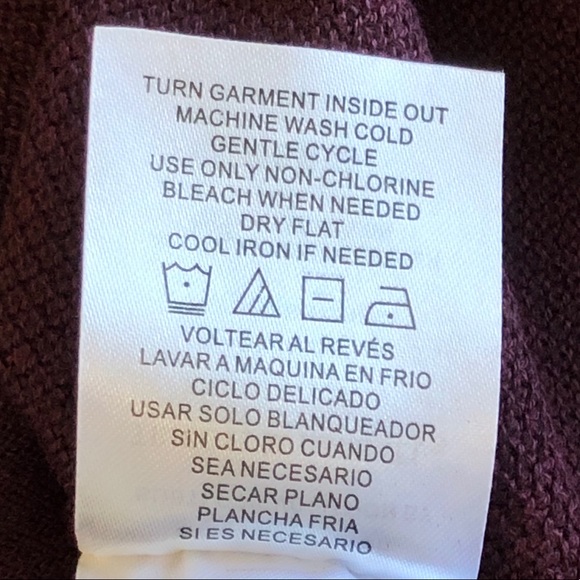 TURN GARMENT INSIDE OUT
MACHINE WASH COLD
GENTLE CYCLE
USE ONLY NON-CHLORINE
BLEACH WHEN NEEDED
DRY FLAT
COOL IRON IF NEEDED
VOLTEAR AL REVÉS
LAVAR A MAQUINA EN FRIO
CICLO DELICADO
USAR SOLO BLANQUEADOR
SIN CLORO CUANDO
SEA NECESARIO
SECAR PLANO
PLANCHA FRIA
SI ES NECESARIO